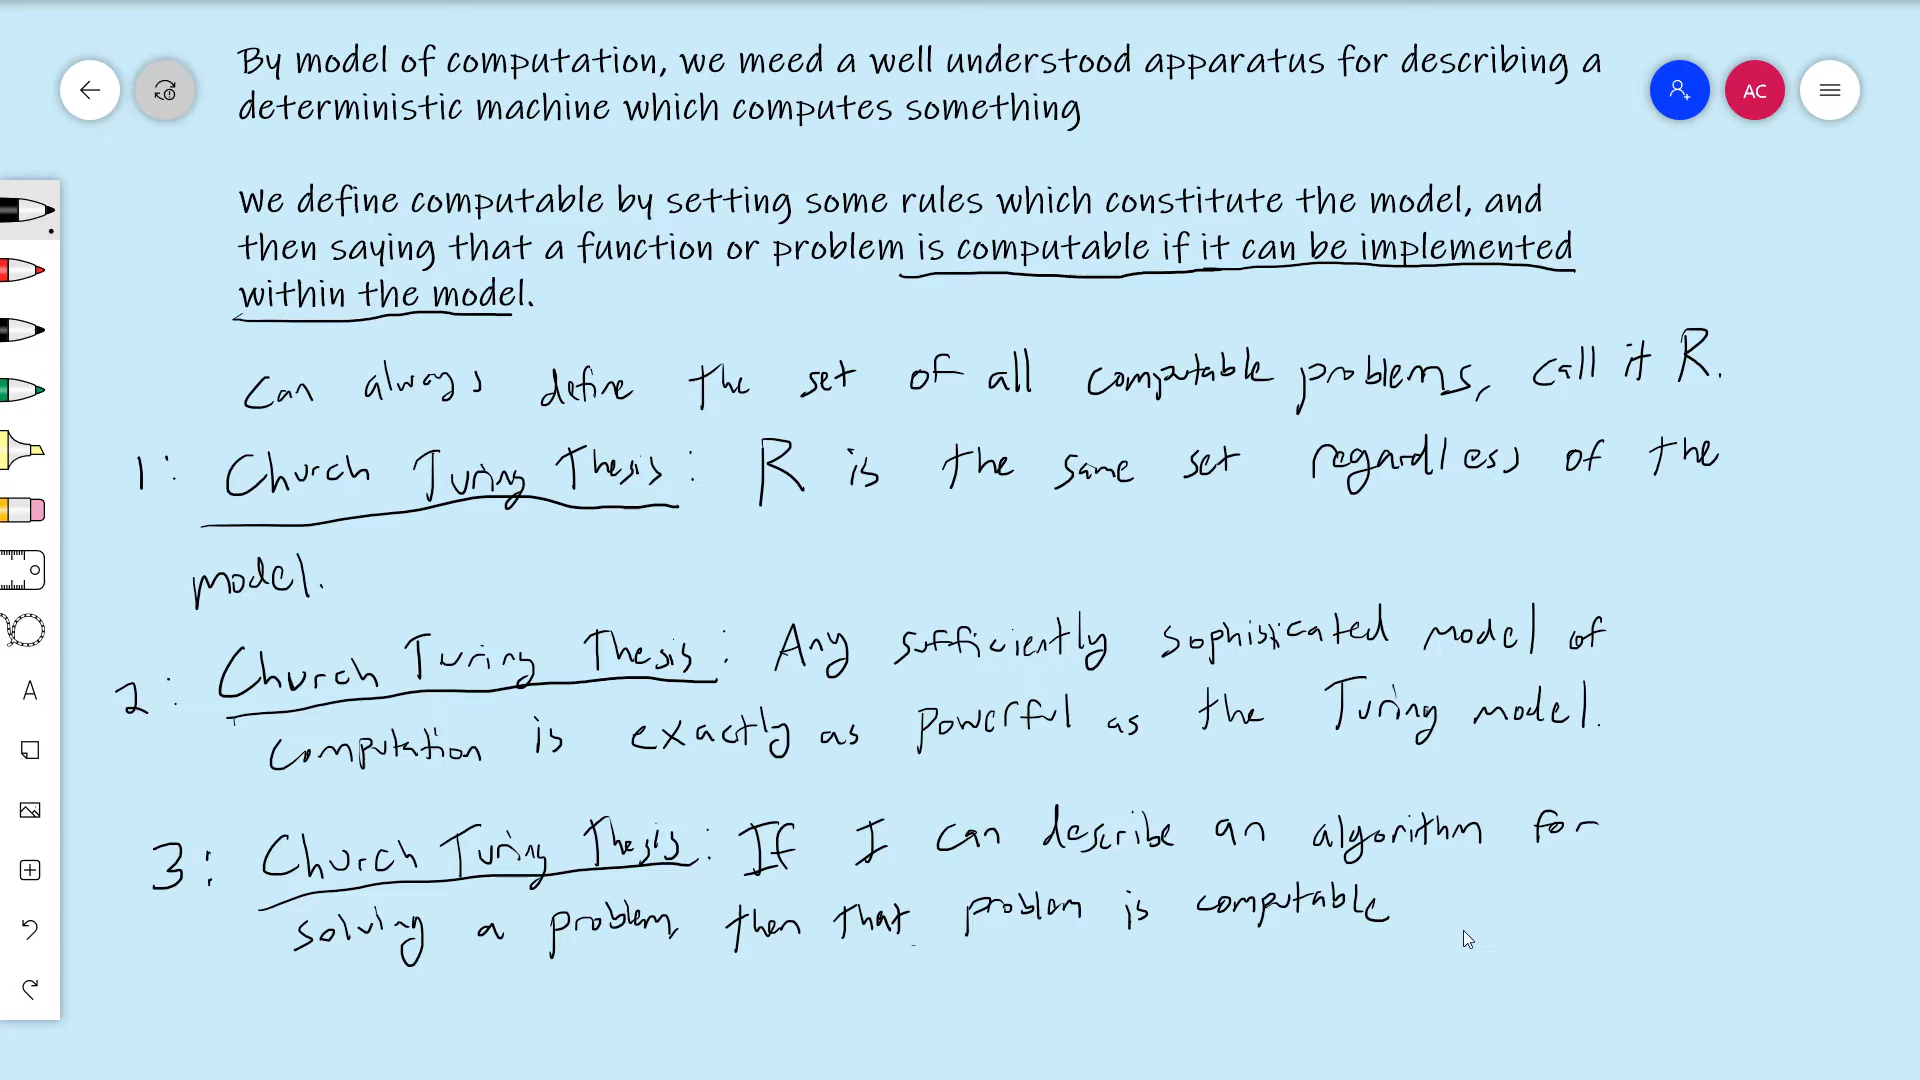 By model of computation, we meed a well understood apparatus for describing a
deterministic machine which computes something
AC
We define computable by setting some rules which constitute the model, and
then saying that a function or problem is computable if it can be implemented
within the model.
Can always define the set of all computable problems, call it R.
1: Church Turing Thesis: R is the same set regardless of the
model.
2: Church Turing Thesis: Any sufficiently sophisticated model of
computation is exactly as powerful as the Turing model.
3: Church Turing Thesis: If I can describe an algorithm for
solving a problem, then that problem is computable
A